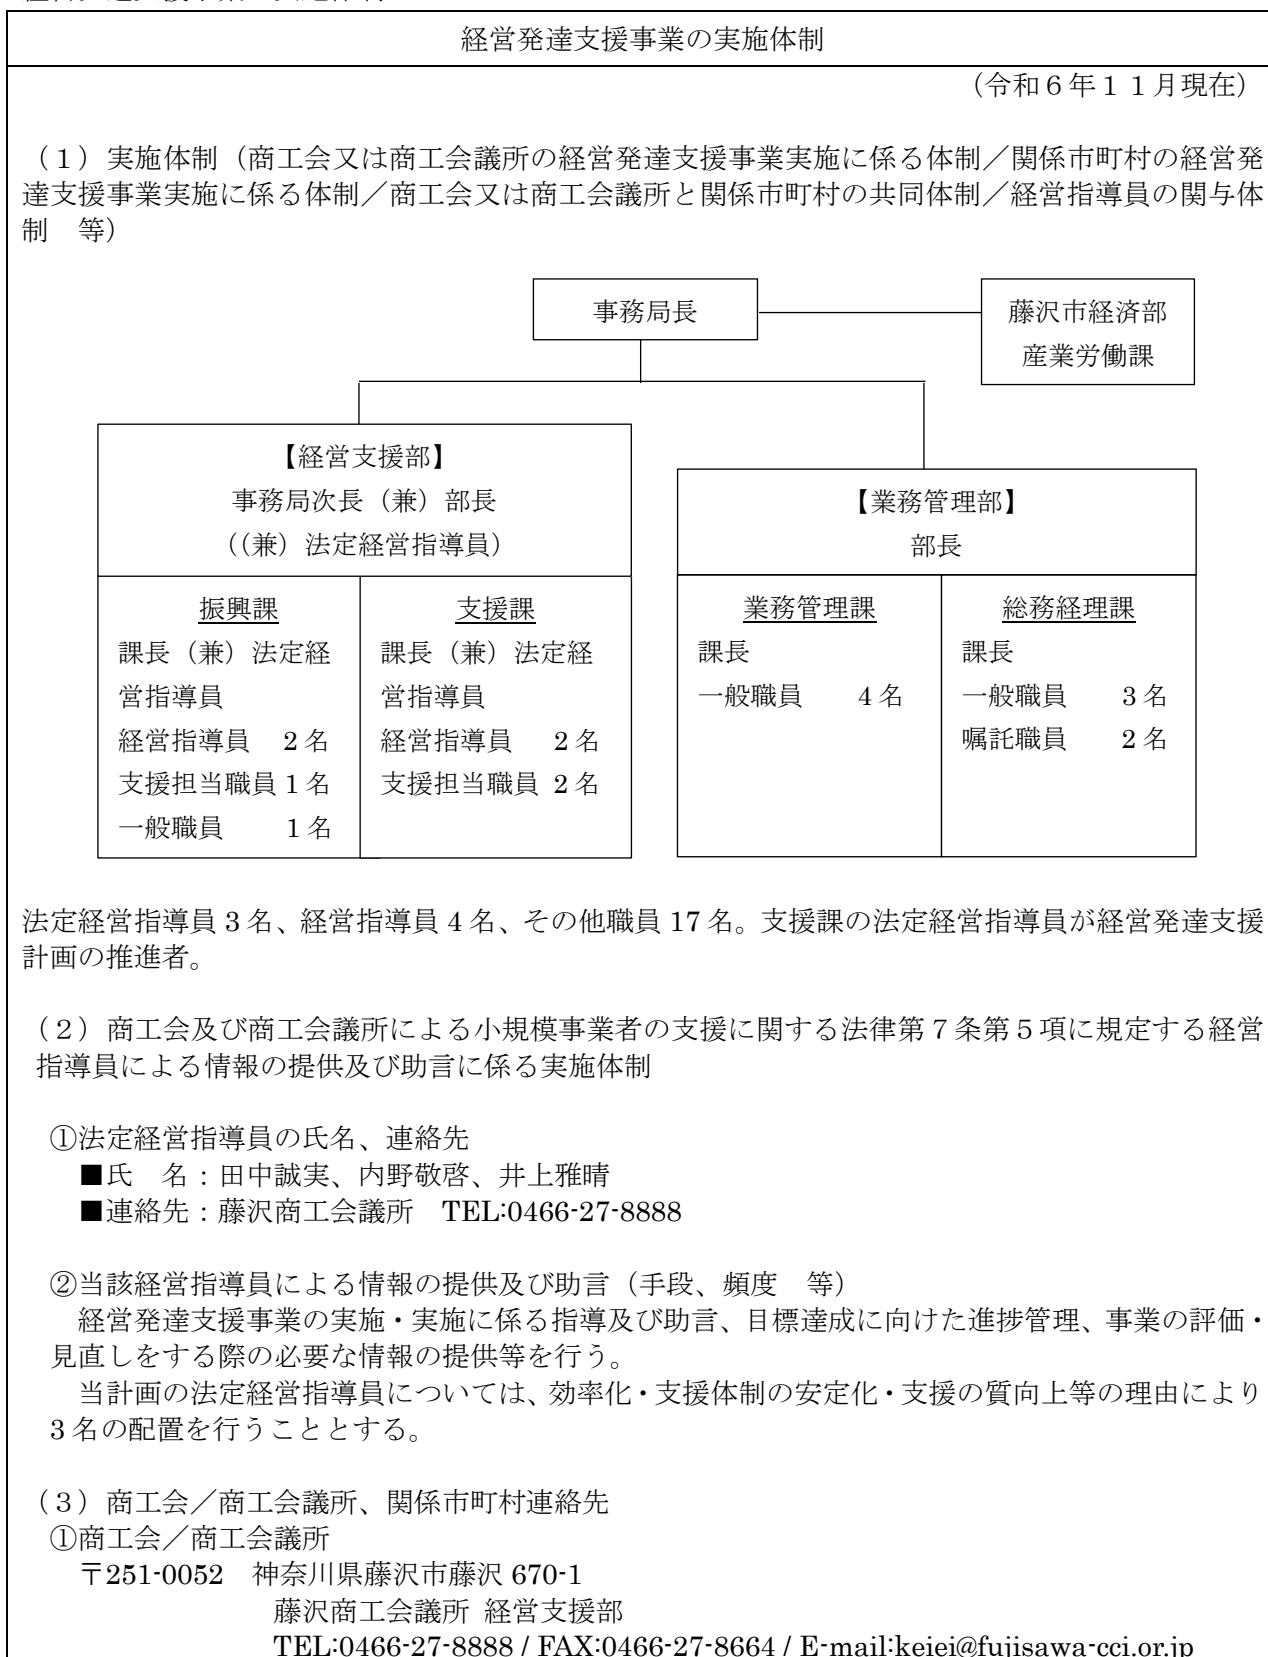 経営発達支援事業の実施体制
（令和６年１１月現在）
（１）実施体制（商工会又は商工会議所の経営発達支援事業実施に係る体制／関係市町村の経営発
達支援事業実施に係る体制／商工会又は商工会議所と関係市町村の共同体制／経営指導員の関与体
制　等）
事務局長
藤沢市経済部
産業労働課
【経営支援部】
事務局次長（兼）部長
（（兼）法定経営指導員）
振興課
課長（兼）法定経
営指導員
経営指導員　2 名
支援担当職員 1 名
一般職員　　1 名
支援課
課長（兼）法定経
営指導員
経営指導員　2 名
支援担当職員 2 名
【業務管理部】
部長
業務管理課
課長
一般職員　　4 名
総務経理課
課長
一般職員　　3 名
嘱託職員　　2 名
法定経営指導員 3 名、経営指導員 4 名、その他職員 17 名。支援課の法定経営指導員が経営発達支援
計画の推進者。
（２）商工会及び商工会議所による小規模事業者の支援に関する法律第７条第５項に規定する経営
指導員による情報の提供及び助言に係る実施体制
①法定経営指導員の氏名、連絡先
■氏　名：田中誠実、内野敬啓、井上雅晴
■連絡先：藤沢商工会議所　TEL:0466-27-8888
②当該経営指導員による情報の提供及び助言（手段、頻度　等）
経営発達支援事業の実施・実施に係る指導及び助言、目標達成に向けた進捗管理、事業の評価・
見直しをする際の必要な情報の提供等を行う。
当計画の法定経営指導員については、効率化・支援体制の安定化・支援の質向上等の理由により
3 名の配置を行うこととする。
（３）商工会／商工会議所、関係市町村連絡先
①商工会／商工会議所
〒251-0052　神奈川県藤沢市藤沢 670-1
藤沢商工会議所 経営支援部
TEL:0466-27-8888 / FAX:0466-27-8664 / E-mail:keiei@fujisawa-cci.or.jp